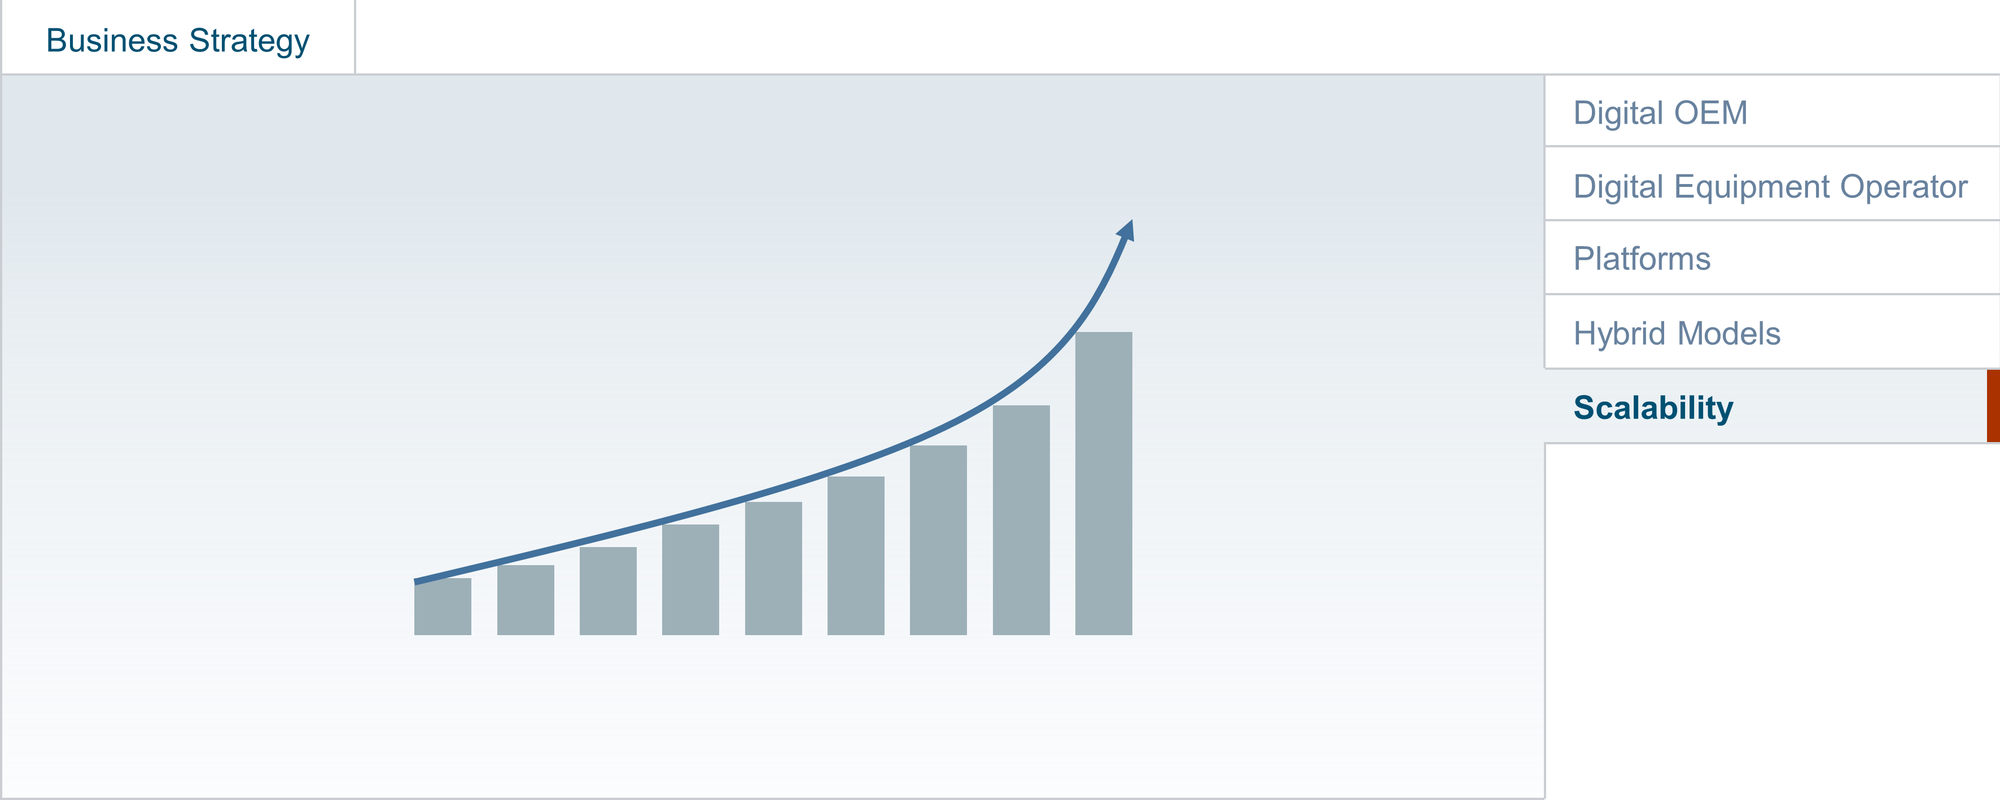 Business Strategy
Digital OEM
Digital Equipment Operator
Platforms
Hybrid Models
Scalability